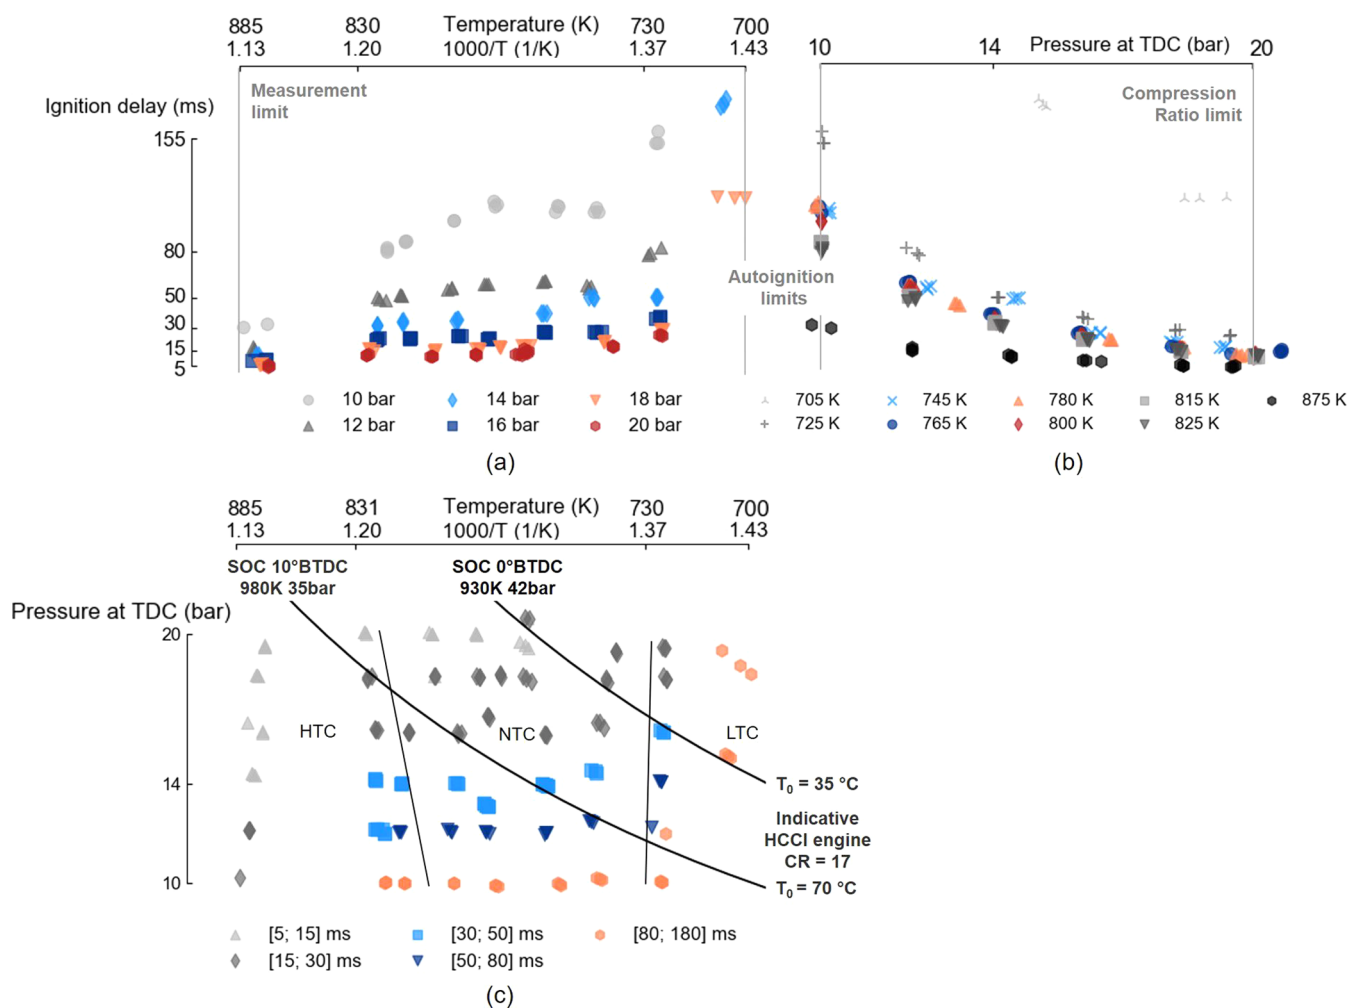 885 830 Temperature (K) 730 700
1.13 1.20 1000/T (1/K) 1.37 1.43
10 14 Pressure at TDC (bar) 20
Measurement
limit
Compression
Ratio limit
Ignition delay (ms)
155
80
50
30
15
5
Autoignition
limits
10 bar 14 bar 18 bar
12 bar 16 bar 20 bar
705 K 745 K 780 K 815 K 875 K
725 K 765 K 800 K 825 K
(a)
(b)
885 831 Temperature (K) 730 700
1.13 1.20 1000/T (1/K) 1.37 1.43
SOC 10°BTDC
980K 35bar
SOC 0°BTDC
930K 42bar
Pressure at TDC (bar)
20
14
10
HTC
NTC
LTC
T0 = 35 °C
Indicative
HCCI engine
CR = 17
T0 = 70 °C
[5; 15] ms [30; 50] ms [80; 180] ms
[15; 30] ms [50; 80] ms
(c)